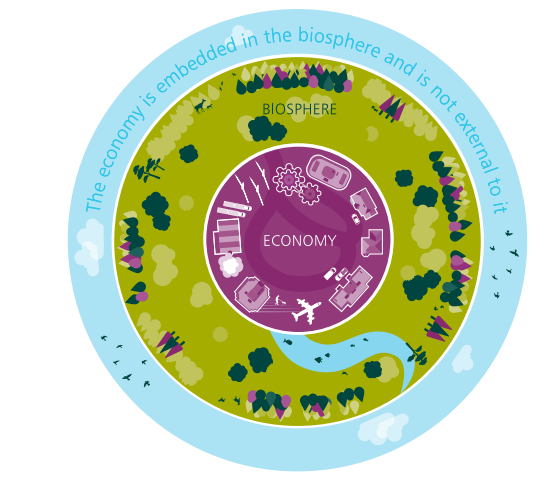 The economy is embedded in the biosphere and is not external to it
BIOSPHERE
ECONOMY